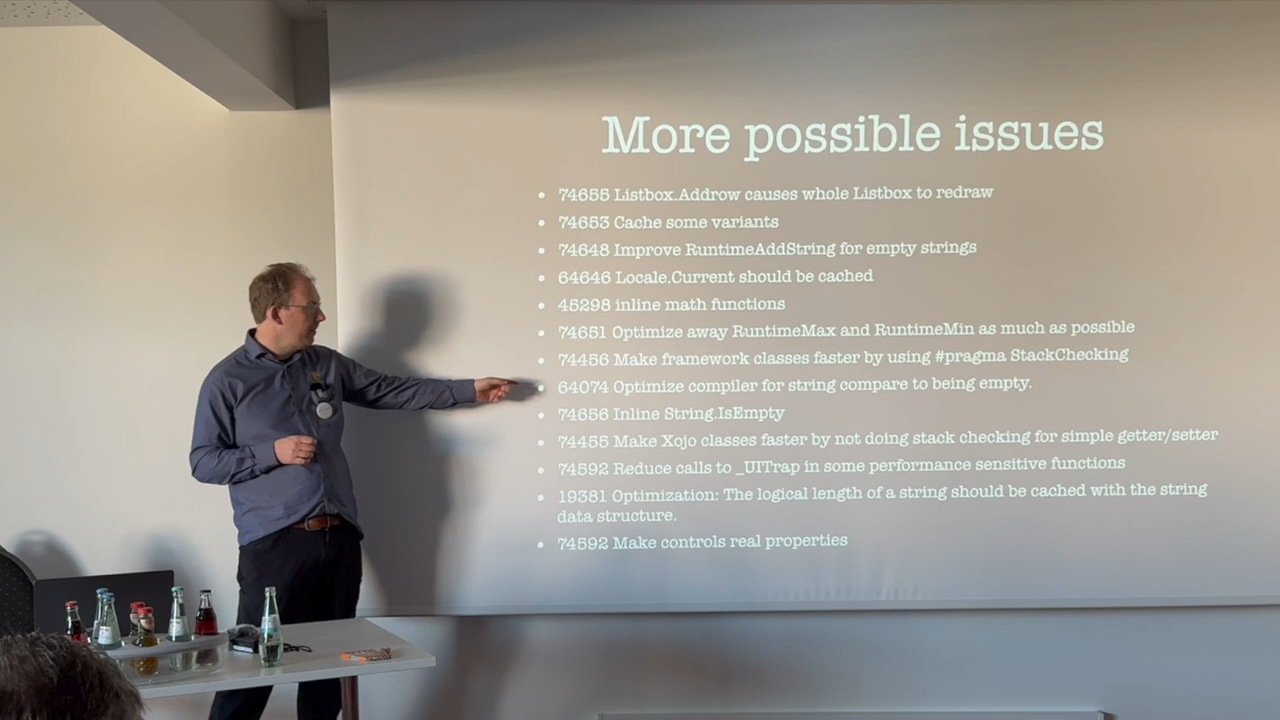 More possible issues
• 74655 Listbox.Addrow causes whole Listbox to redraw
• 74653 Cache some variants
• 74648 Improve RuntimeAddString for empty strings
• 64646 Locale.Current should be cached
• 45298 inline math functions
• 74651 Optimize away RuntimeMax and RuntimeMin as much as possible
• 74456 Make framework classes faster by using #pragma StackChecking
• 64074 Optimize compiler for string compare to being empty.
• 74656 Inline String.IsEmpty
• 74455 Make Xojo classes faster by not doing stack checking for simple getter/setter
• 74592 Reduce calls to _UITrap in some performance sensitive functions
• 19381 Optimization: The logical length of a string should be cached with the string
data structure.
• 74592 Make controls real properties